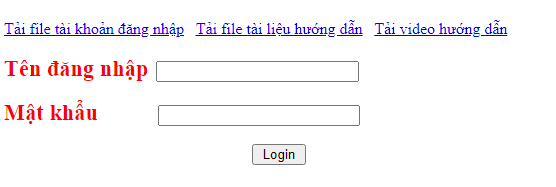 Tải file tài khoản đăng nhập Tải file tài liệu hướng dẫn Tải video hướng dẫn
Tên đăng nhập
Mật khẩu
Login